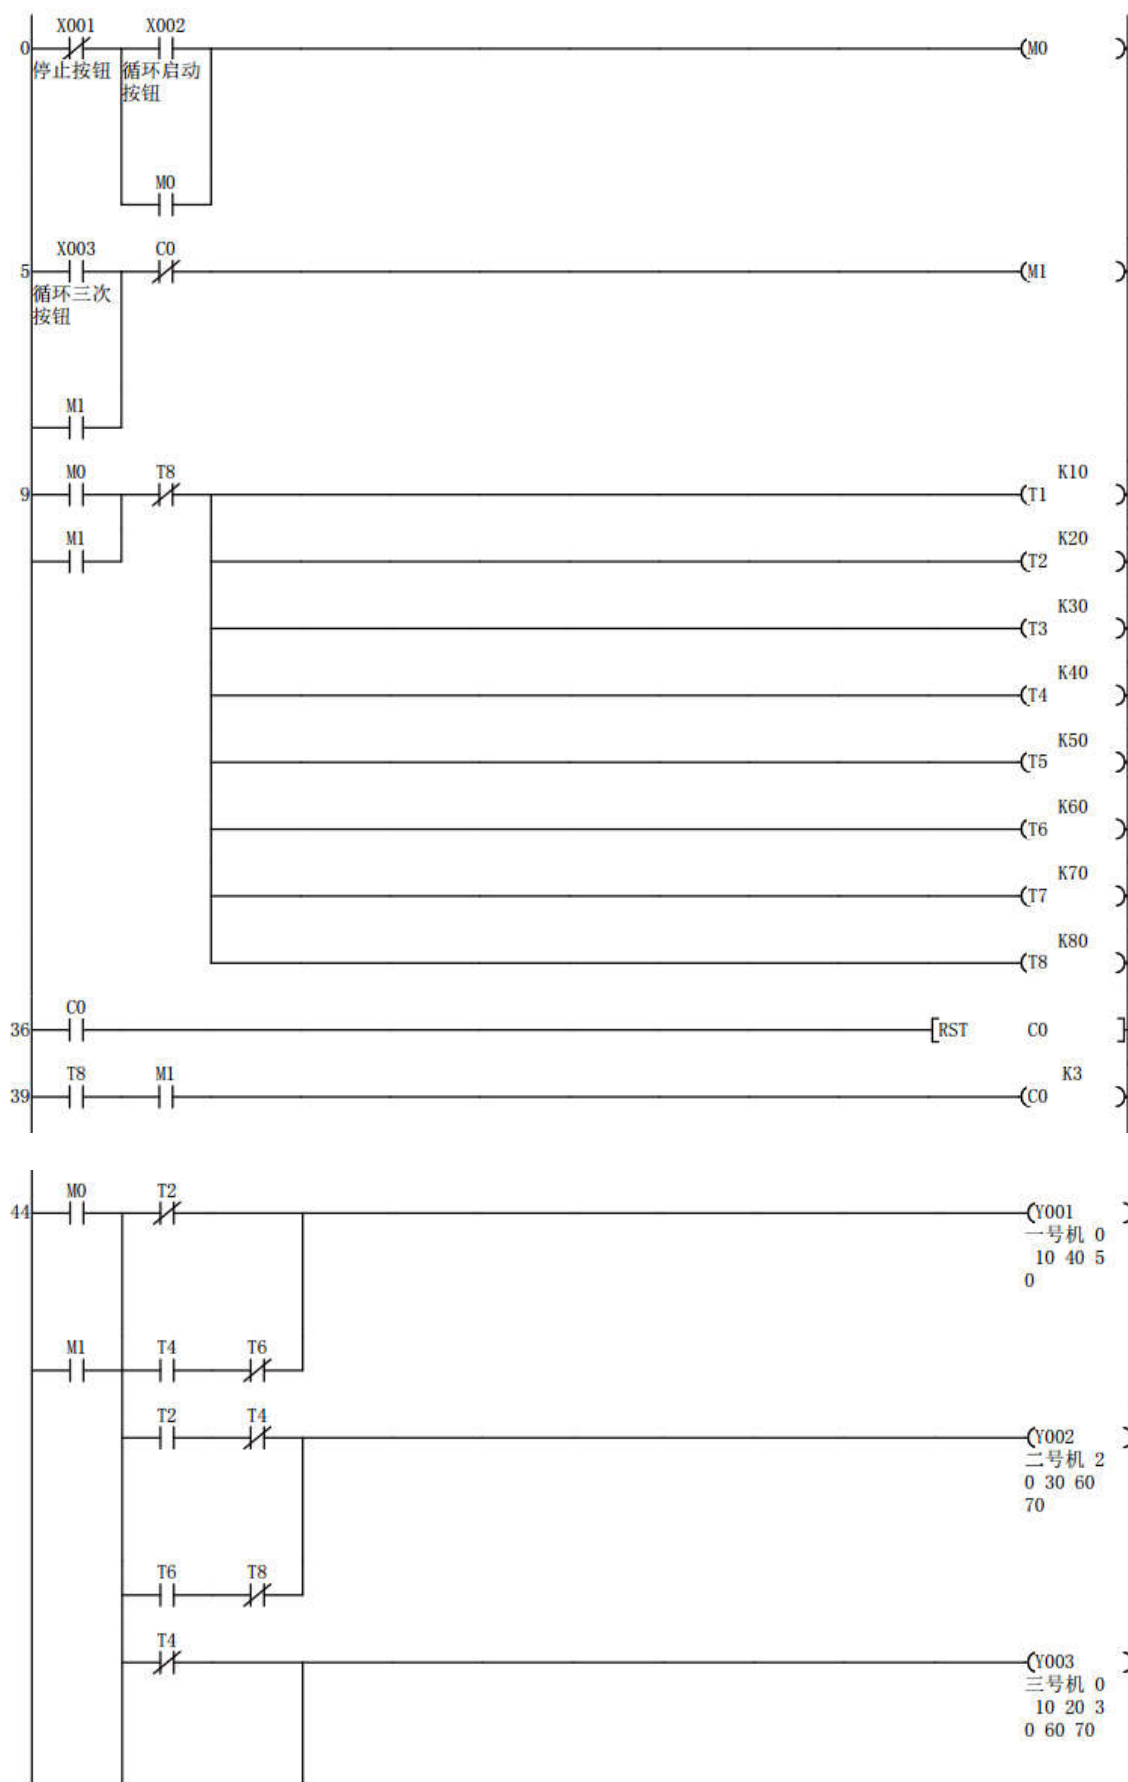 X001 X002
0 (M0 )
停止按钮 循环启动
按钮
M0
X003 C0
5 (M1 )
循环三次
按钮
M1
M0 T8 K10
9 (T1 )
M1 K20
(T2 )
K30
(T3 )
K40
(T4 )
K50
(T5 )
K60
(T6 )
K70
(T7 )
K80
(T8 )
C0
36 [RST C0 ]
T8 M1 K3
39 (C0 )
M0 T2
44 (Y001 )
一号机 0
10 40 5
0
M1 T4 T6
T2 T4
(Y002 )
二号机 2
0 30 60
70
T6 T8
T4
(Y003 )
三号机 0
10 20 3
0 60 70